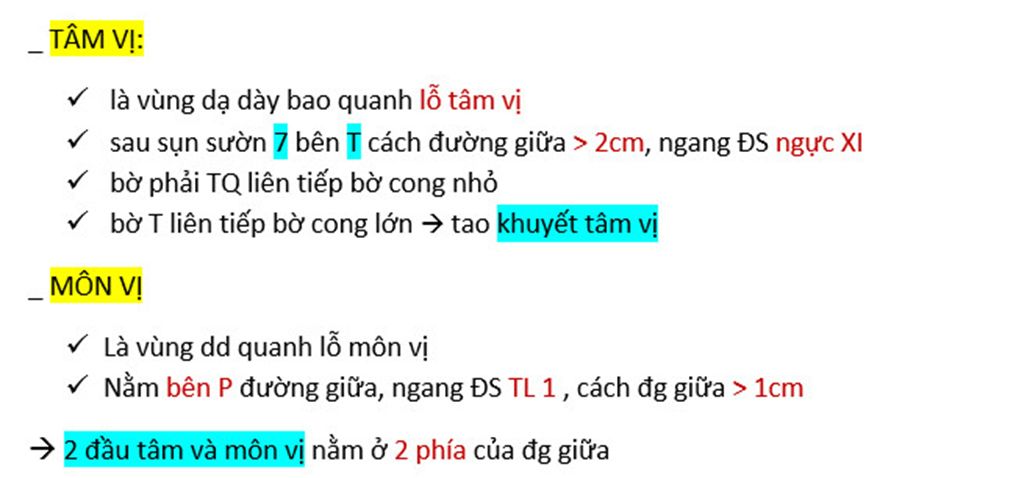 _ TÂM VỊ:
✓ là vùng dạ dày bao quanh lỗ tâm vị
✓ sau sụn sườn 7 bên T cách đường giữa > 2cm, ngang ĐS ngực XI
✓ bờ phải TQ liên tiếp bờ cong nhỏ
✓ bờ T liên tiếp bờ cong lớn → tao khuyết tâm vị
_ MÔN VỊ
✓ Là vùng dd quanh lỗ môn vị
✓ Nằm bên P đường giữa, ngang ĐS TL 1 , cách đg giữa > 1cm
→ 2 đầu tâm và môn vị nằm ở 2 phía của đg giữa